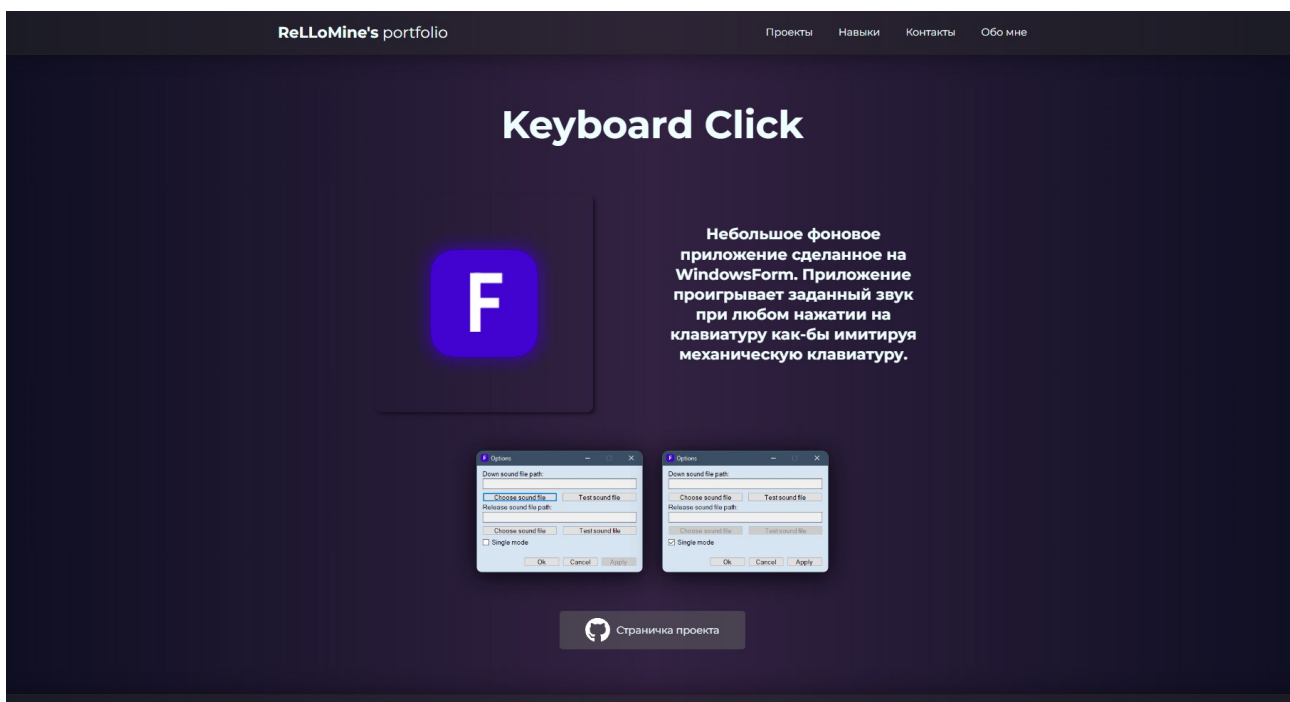 ReLLoMine's portfolio
Проекты Навыки Контакты Обо мне
Keyboard Click
F
Небольшое фоновое
приложение сделанное на
WindowsForm. Приложение
проигрывает заданный звук
при любом нажатии на
клавиатуру как-бы имитируя
механическую клавиатуру.
F Options
Down sound file path:
Choose sound file Test sound file
Release sound file path:
Choose sound file Test sound file
Single mode
Ok Cancel Apply
F Options
Down sound file path:
Choose sound file Test sound file
Release sound file path:
Choose sound file Test sound file
Single mode
Ok Cancel Apply
Страничка проекта